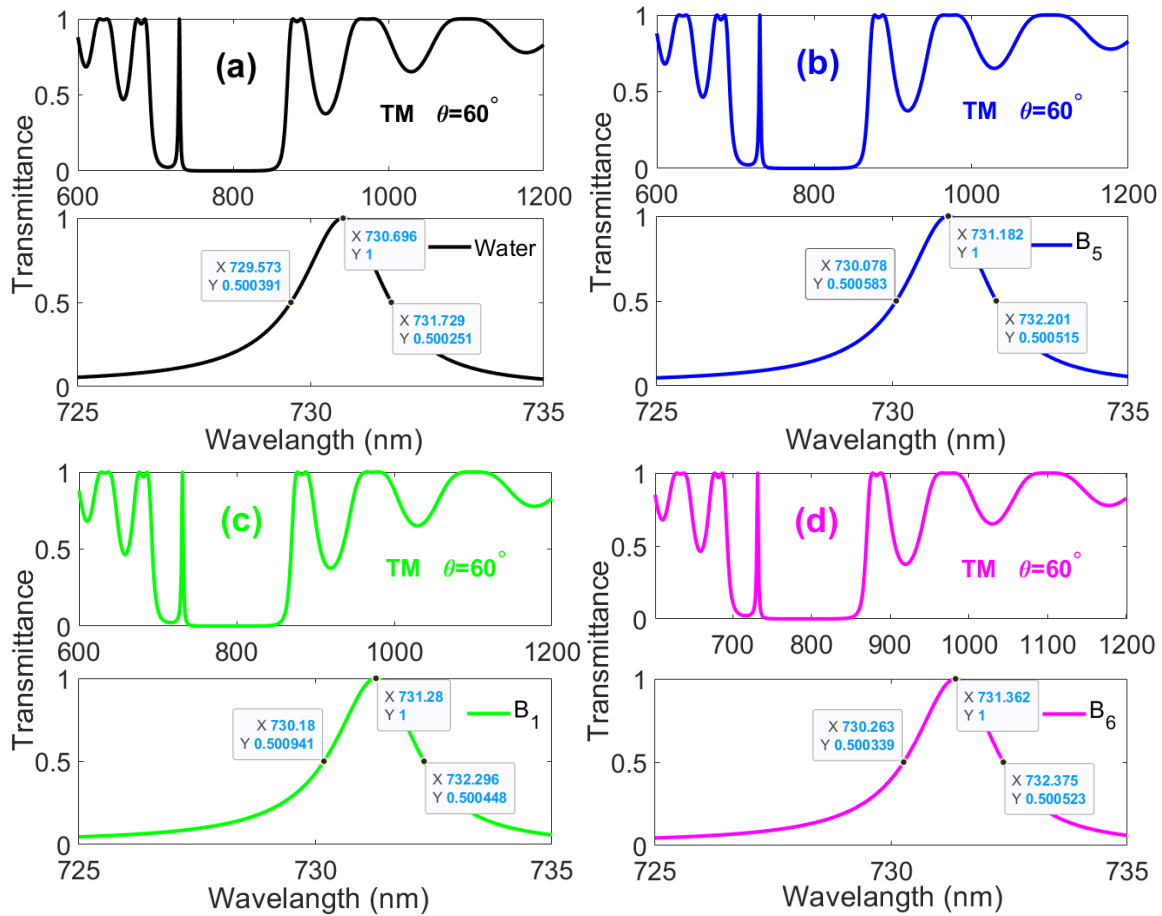 Transmittance
1
0.5
0
(a)
TM θ=60°
600
800
1000
1200
1
0.5
0
X 730.696
Y 1
Water
X 729.573
Y 0.500391
X 731.729
Y 0.500251
725
730
735
Wavelangth (nm)
Transmittance
1
0.5
0
(b)
TM θ=60°
600
800
1000
1200
1
0.5
0
X 731.182
Y 1
B5
X 730.078
Y 0.500583
X 732.201
Y 0.500515
725
730
735
Wavelangth (nm)
Transmittance
1
0.5
0
(c)
TM θ=60°
600
800
1000
1200
1
0.5
0
X 731.28
Y 1
B1
X 730.18
Y 0.500941
X 732.296
Y 0.500448
725
730
735
Wavelength (nm)
Transmittance
1
0.5
0
(d)
TM θ=60°
600
700
800
900
1000
1100
1200
1
0.5
0
X 731.362
Y 1
B6
X 730.263
Y 0.500339
X 732.375
Y 0.500523
725
730
735
Wavelangth (nm)